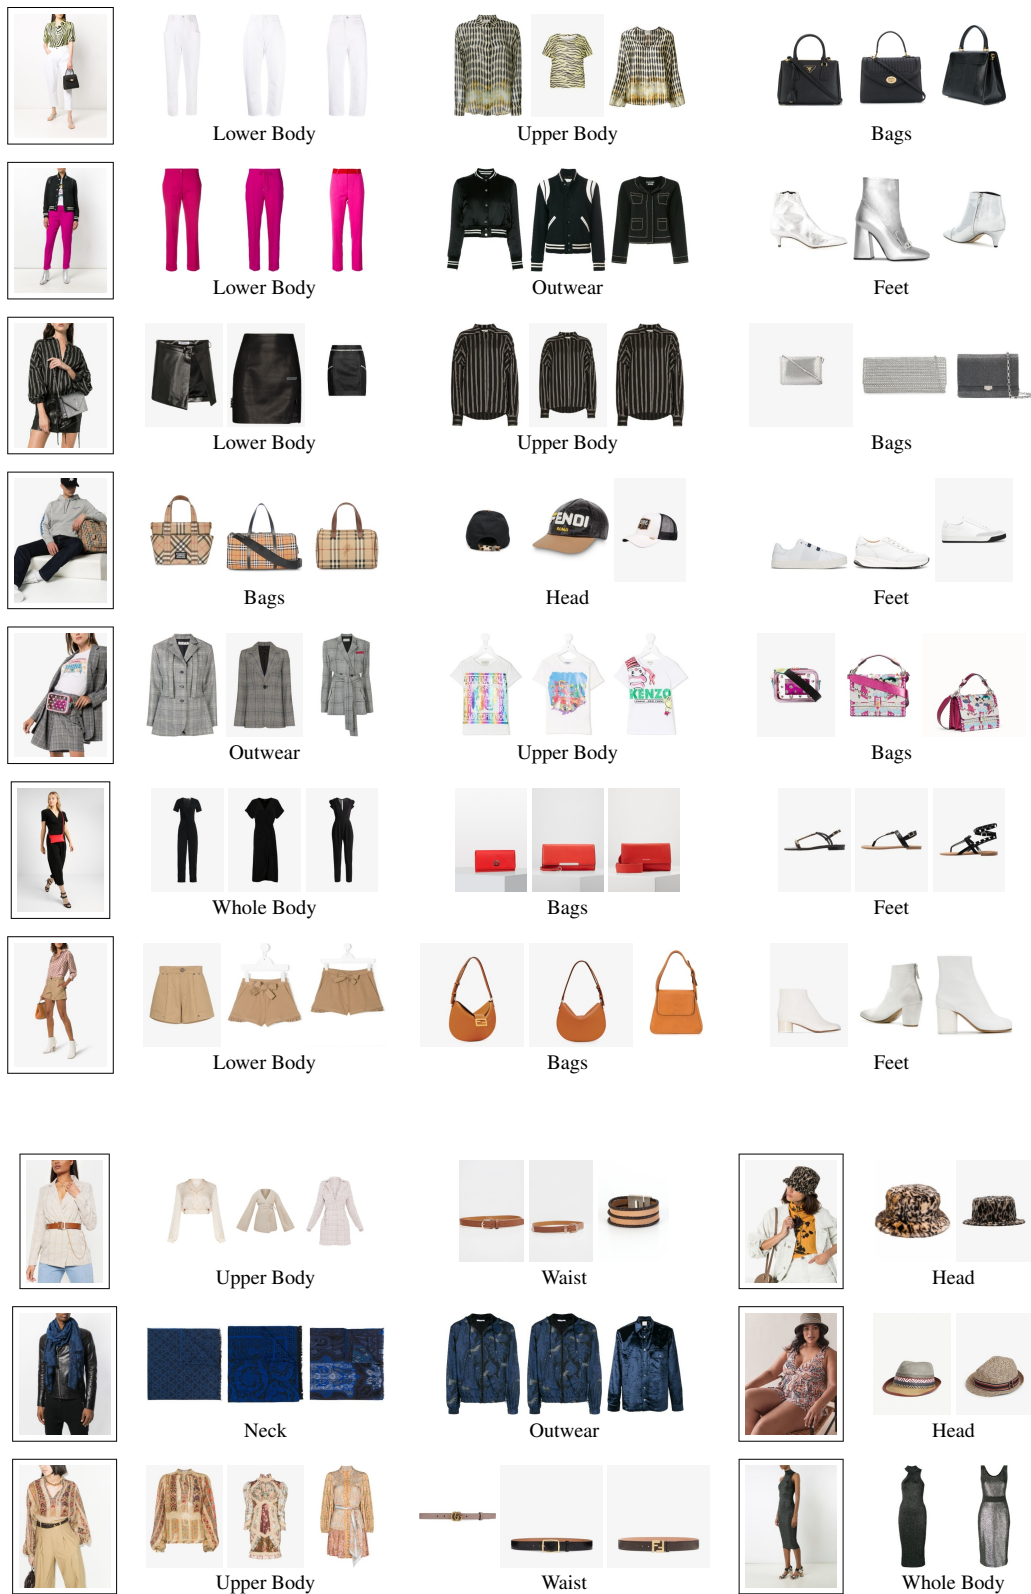 Lower Body
Upper Body
Bags
Lower Body
Outwear
Feet
Lower Body
Upper Body
Bags
FENDI
Bags
Head
Feet
KENZO
Outwear
Upper Body
Bags
Whole Body
Bags
Feet
Lower Body
Bags
Feet
Upper Body
Waist
Head
Neck
Outwear
Head
Upper Body
Waist
Whole Body